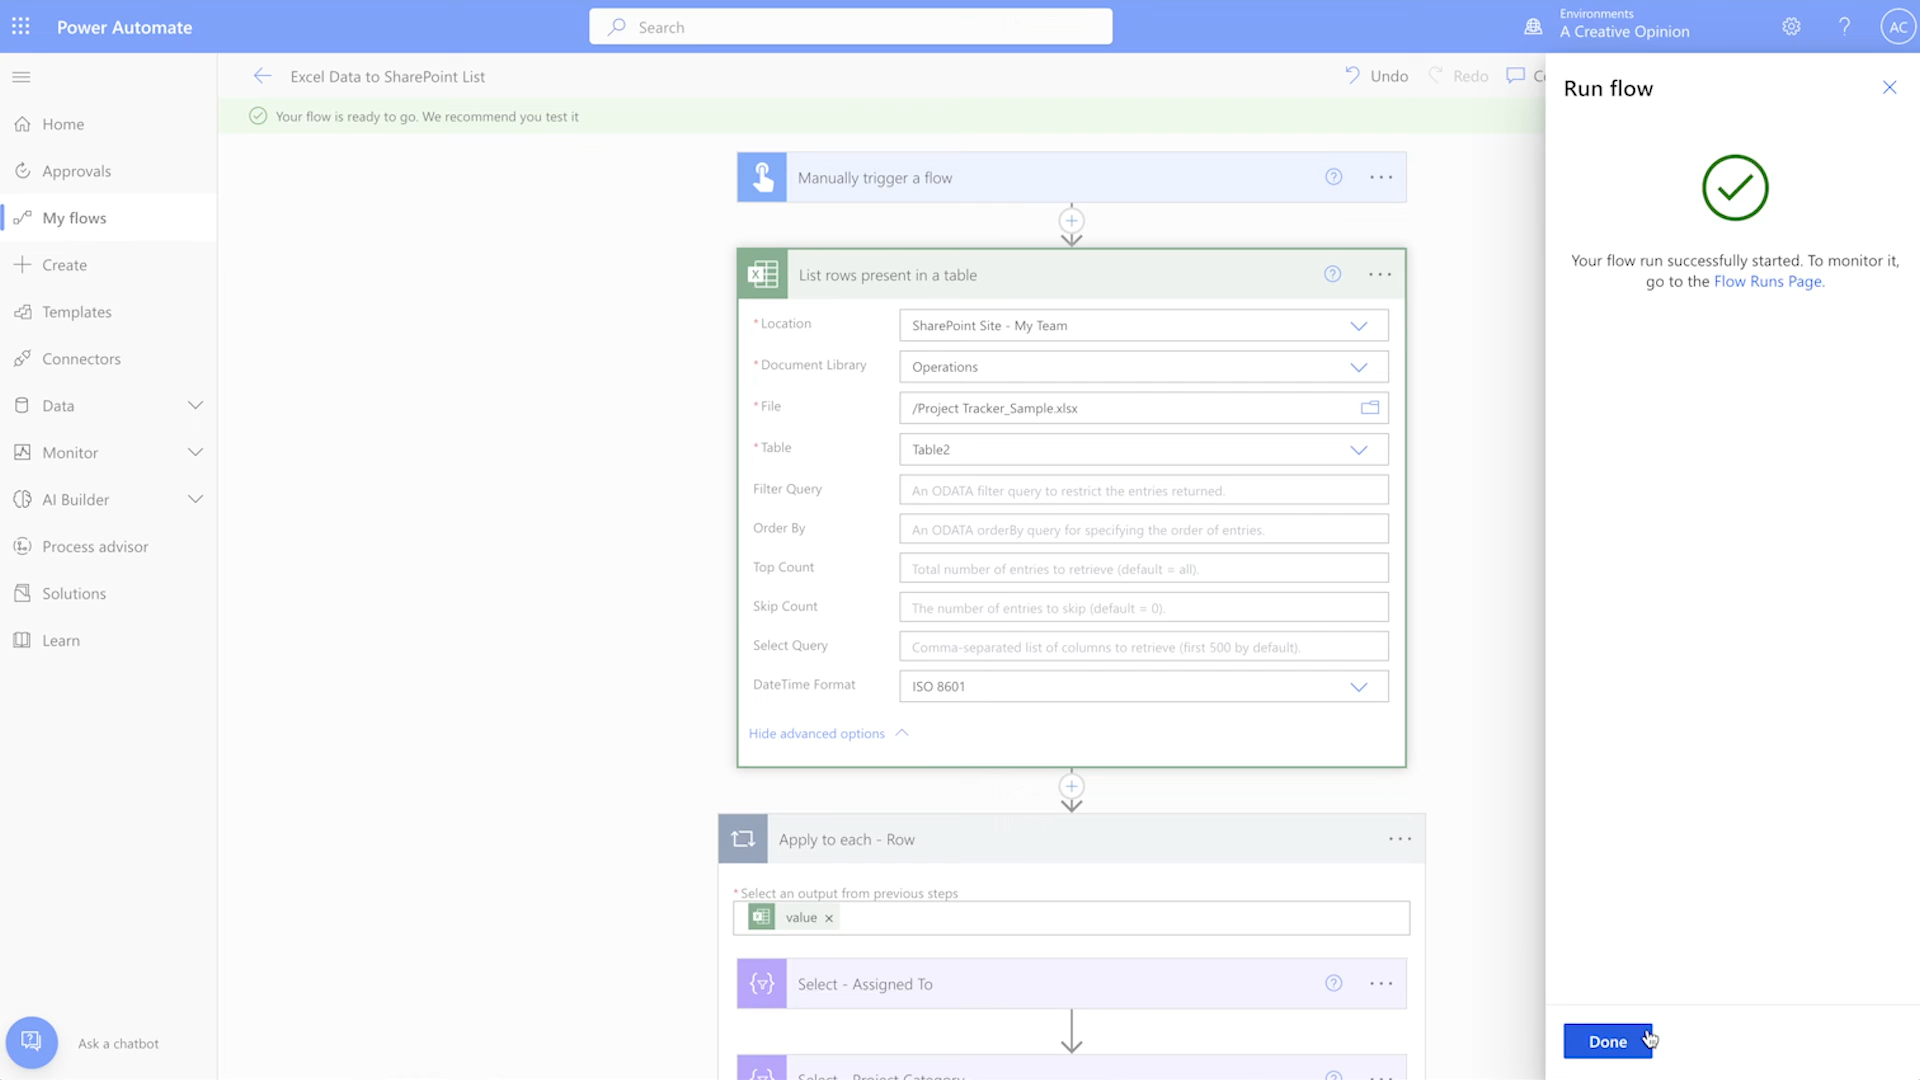 Power Automate
Search
Environments
A Creative Opinion
AC
Excel Data to SharePoint List
Undo
Redo
Your flow is ready to go. We recommend you test it
Home
Approvals
My flows
Create
Templates
Connectors
Data
Monitor
AI Builder
Process advisor
Solutions
Learn
Ask a chatbot
Manually trigger a flow
List rows present in a table
* Location
SharePoint Site - My Team
* Document Library
Operations
* File
/Project Tracker_Sample.xlsx
* Table
Table2
Filter Query
An ODATA filter query to restrict the entries returned.
Order By
An ODATA orderBy query for specifying the order of entries.
Top Count
Total number of entries to retrieve (default = all).
Skip Count
The number of entries to skip (default = 0).
Select Query
Comma-separated list of columns to retrieve (first 500 by default).
DateTime Format
ISO 8601
Hide advanced options
Apply to each - Row
* Select an output from previous steps
value ×
Select - Assigned To
Select - Project Category
Run flow
Your flow run successfully started. To monitor it,
go to the Flow Runs Page.
Done